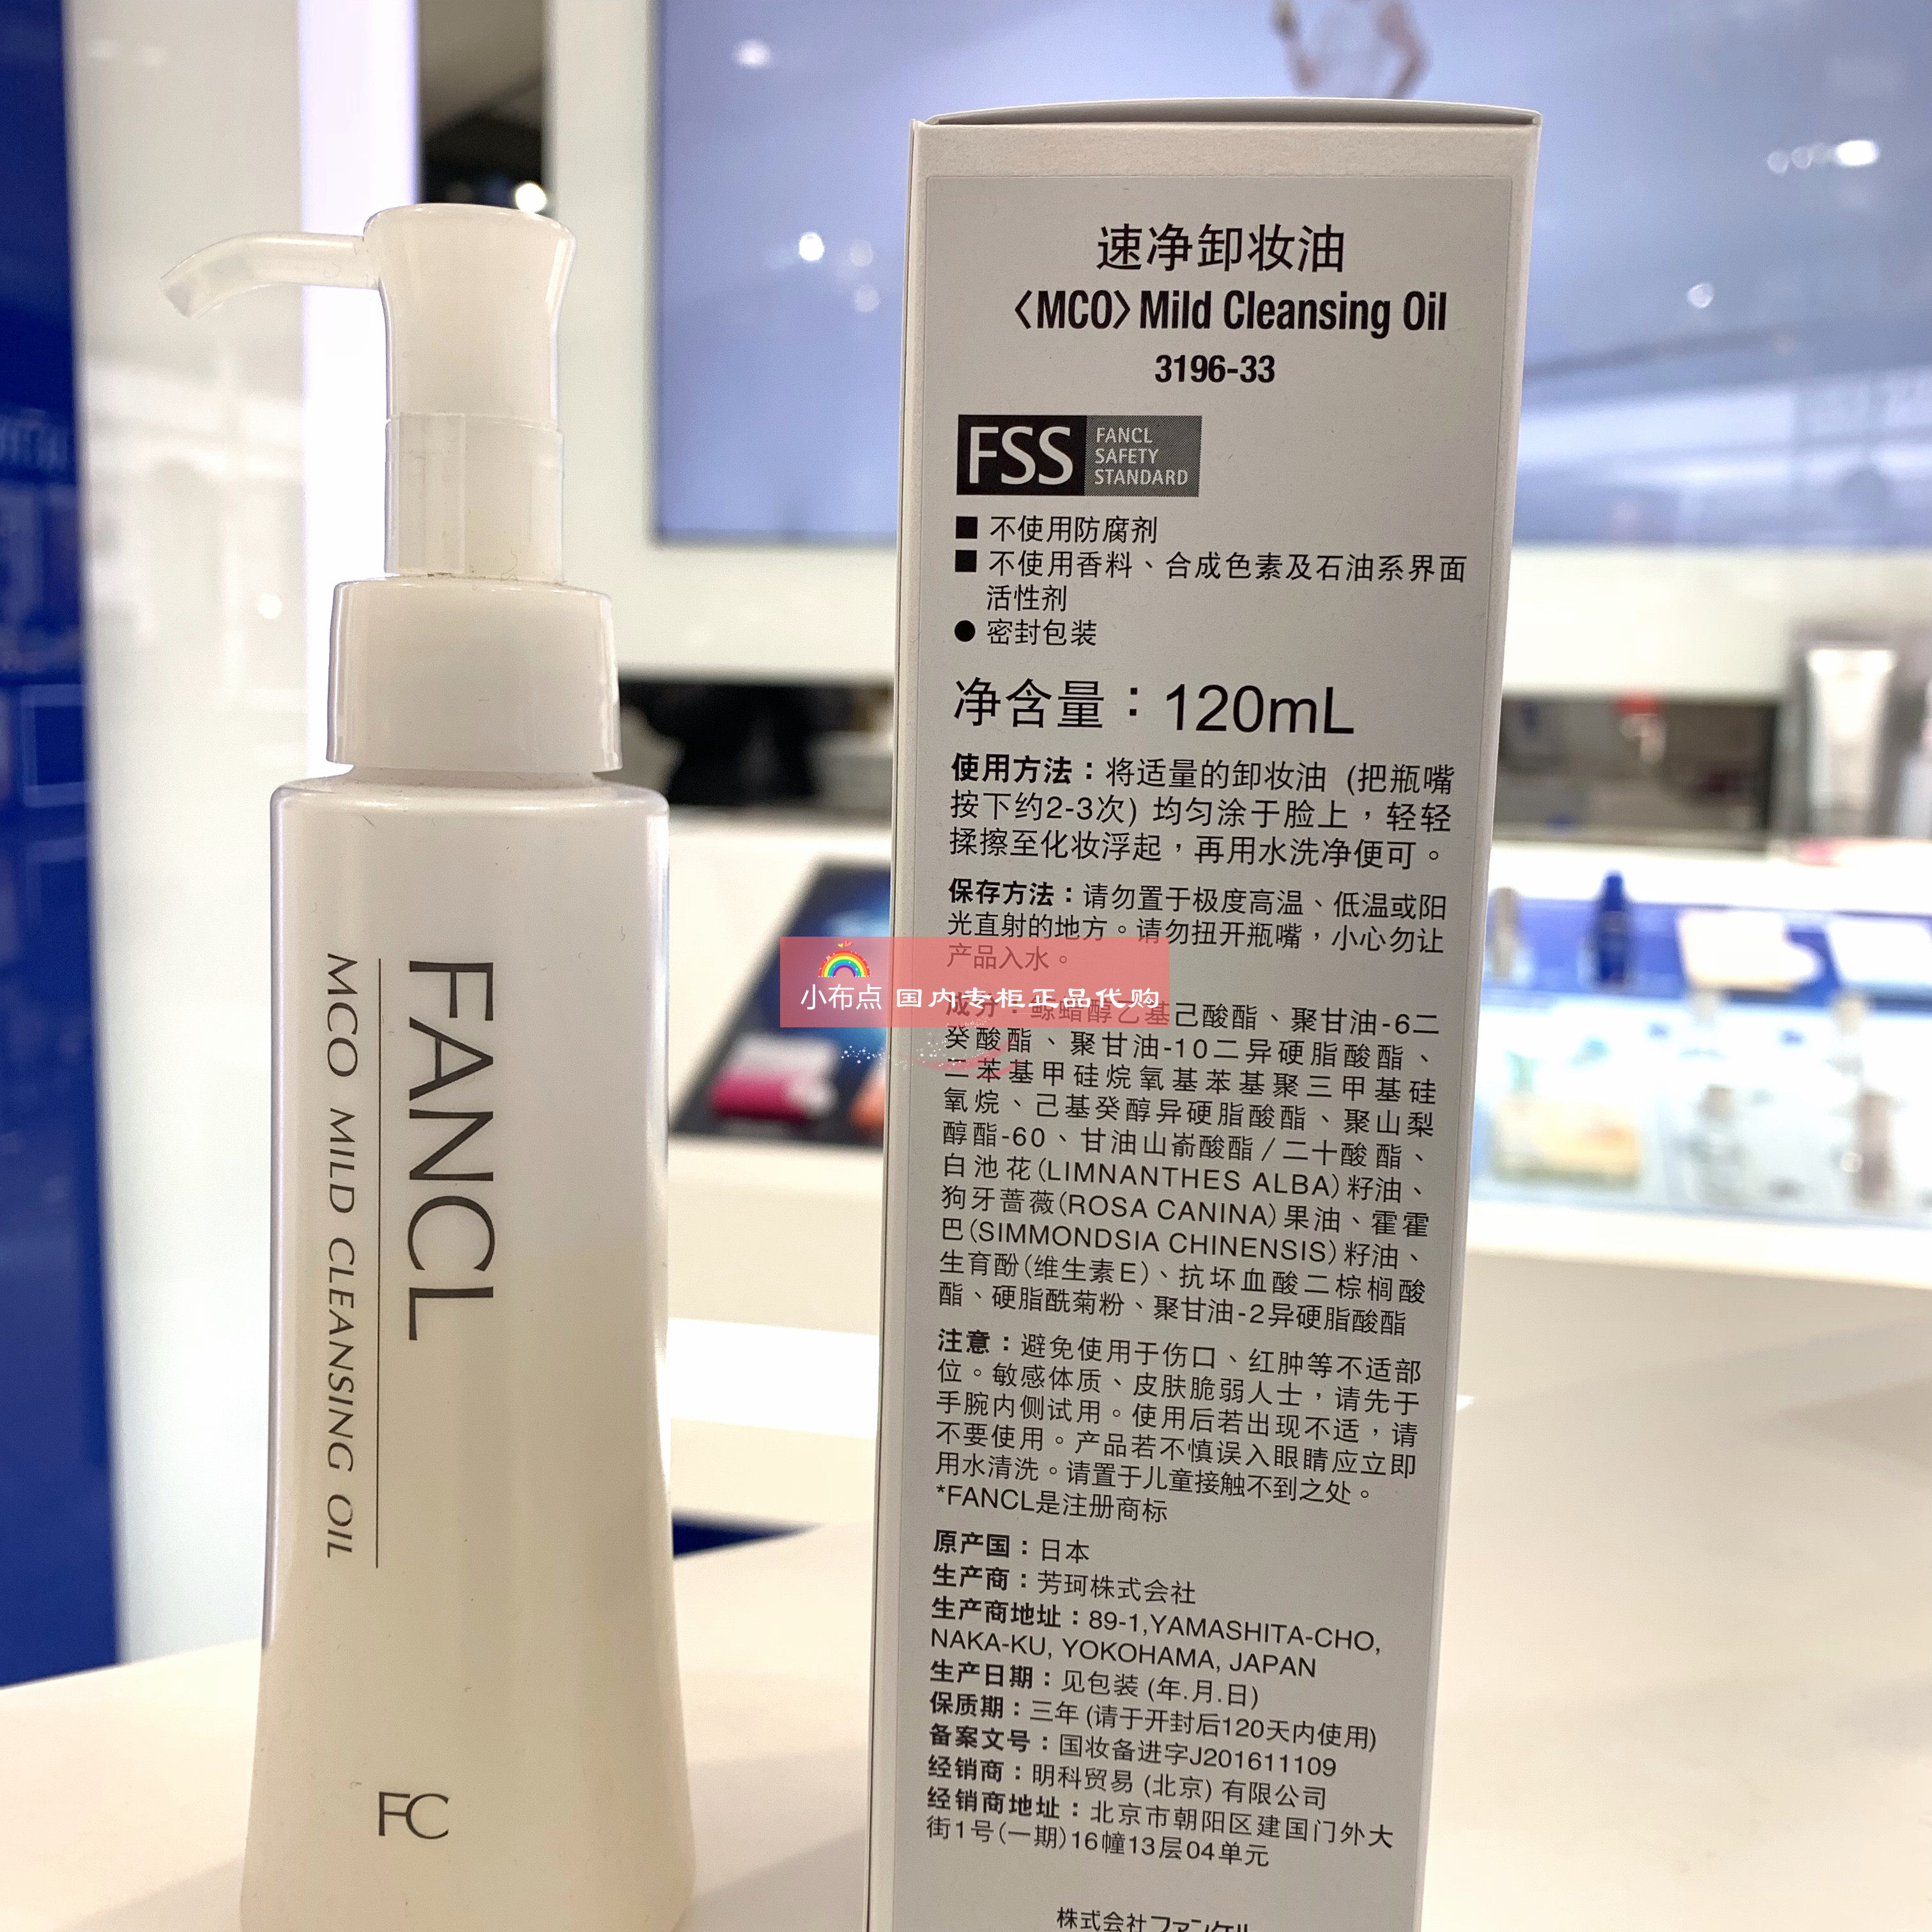 FANCL
MCO MILD CLEANSING OIL
FC
速净卸妆油
〈MCO〉Mild Cleansing Oil
3196-33
FSS FANCL
SAFETY
STANDARD
■ 不使用防腐剂
■ 不使用香料、合成色素及石油系界面
活性剂
● 密封包装
净含量：120mL
使用方法：将适量的卸妆油 (把瓶嘴
按下约2-3次) 均匀涂于脸上，轻轻
揉擦至化妆浮起，再用水洗净便可。
保存方法：请勿置于极度高温、低温或阳
光直射的地方。请勿扭开瓶嘴，小心勿让
产品入水。
小布点 国内专柜正品代购
成分：鲸蜡醇乙基己酸酯、聚甘油-6二
癸酸酯、聚甘油-10二异硬脂酸酯、
二苯基甲硅烷氧基苯基聚三甲基硅
氧烷、己基癸醇异硬脂酸酯、聚山梨
醇酯-60、甘油山嵛酸酯/二十酸酯、
白池花(LIMNANTHES ALBA)籽油、
狗牙蔷薇(ROSA CANINA)果油、霍霍
巴(SIMMONDSIA CHINENSIS)籽油、
生育酚(维生素E)、抗坏血酸二棕榈酸
酯、硬脂酰菊粉、聚甘油-2异硬脂酸酯
注意：避免使用于伤口、红肿等不适部
位。敏感体质、皮肤脆弱人士，请先于
手腕内侧试用。使用后若出现不适，请
不要使用。产品若不慎误入眼睛应立即
用水清洗。请置于儿童接触不到之处。
*FANCL是注册商标
原产国：日本
生产商：芳珂株式会社
生产商地址：89-1,YAMASHITA-CHO,
NAKA-KU, YOKOHAMA, JAPAN
生产日期：见包装 (年.月.日)
保质期：三年 (请于开封后120天内使用)
备案文号：国妆备进字J201611109
经销商：明科贸易 (北京) 有限公司
经销商地址：北京市朝阳区建国门外大
街1号(一期)16幢13层04单元
株式会社ファンケル